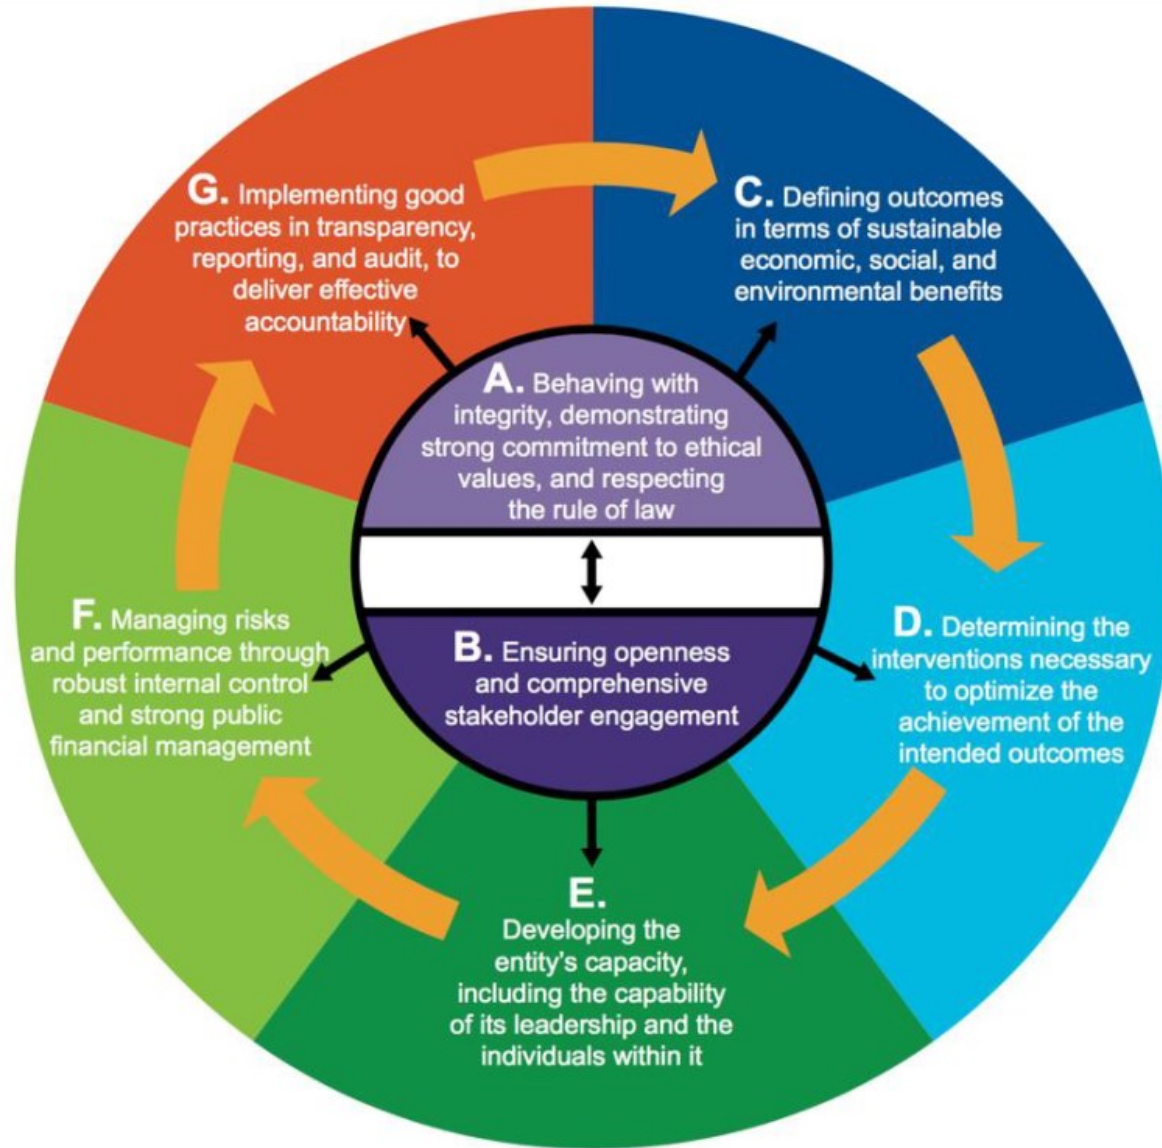 G. Implementing good
practices in transparency,
reporting, and audit, to
deliver effective
accountability
C. Defining outcomes
in terms of sustainable
economic, social, and
environmental benefits
A. Behaving with
integrity, demonstrating
strong commitment to ethical
values, and respecting
the rule of law
B. Ensuring openness
and comprehensive
stakeholder engagement
F. Managing risks
and performance through
robust internal control
and strong public
financial management
D. Determining the
interventions necessary
to optimize the
achievement of the
intended outcomes
E.
Developing the
entity's capacity,
including the capability
of its leadership and the
individuals within it